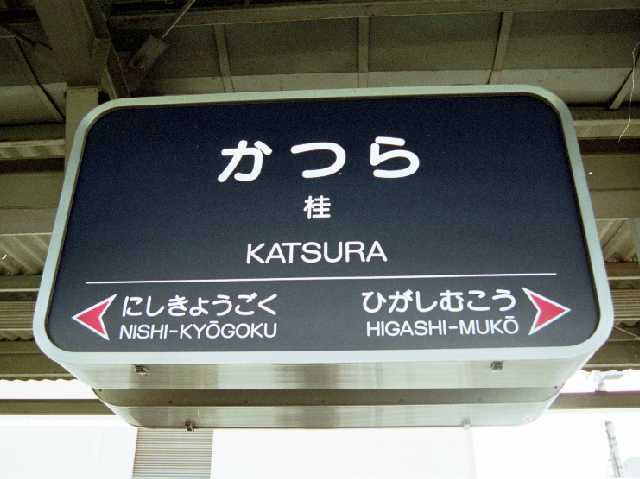 かつら
桂
KATSURA
にしきょうごく
NISHI-KYŌGOKU
ひがしむこう
HIGASHI-MUKŌ